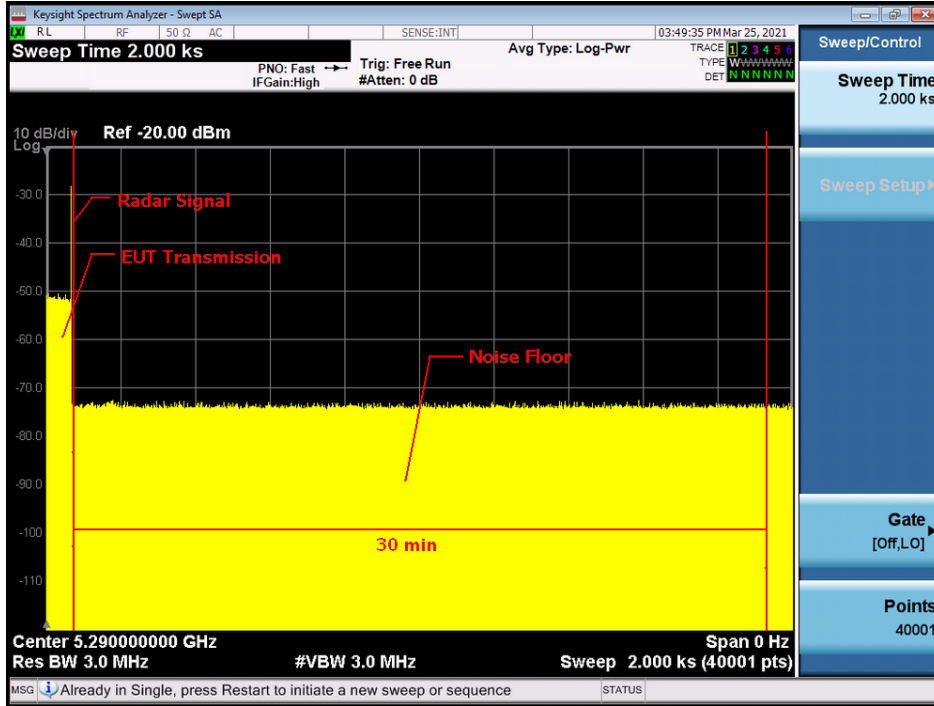 Keysight Spectrum Analyzer - Swept SA
LXI RL RF 50 Ω AC SENSE:INT 03:49:35 PM Mar 25, 2021
Sweep Time 2.000 ks
PNO: Fast
IFGain:High
Trig: Free Run
#Atten: 0 dB
Avg Type: Log-Pwr
TRACE 1 2 3 4 5 6
TYPE WWWWWW
DET N N N N N N
Sweep/Control
Sweep Time
2.000 ks
Sweep Setup
Gate
[Off,LO]
Points
40001
10 dB/div Ref -20.00 dBm
Log
-30.0
-40.0
-50.0
-60.0
-70.0
-80.0
-90.0
-100
-110
Radar Signal
EUT Transmission
Noise Floor
30 min
Center 5.290000000 GHz Span 0 Hz
Res BW 3.0 MHz #VBW 3.0 MHz Sweep 2.000 ks (40001 pts)
MSG Already in Single, press Restart to initiate a new sweep or sequence STATUS